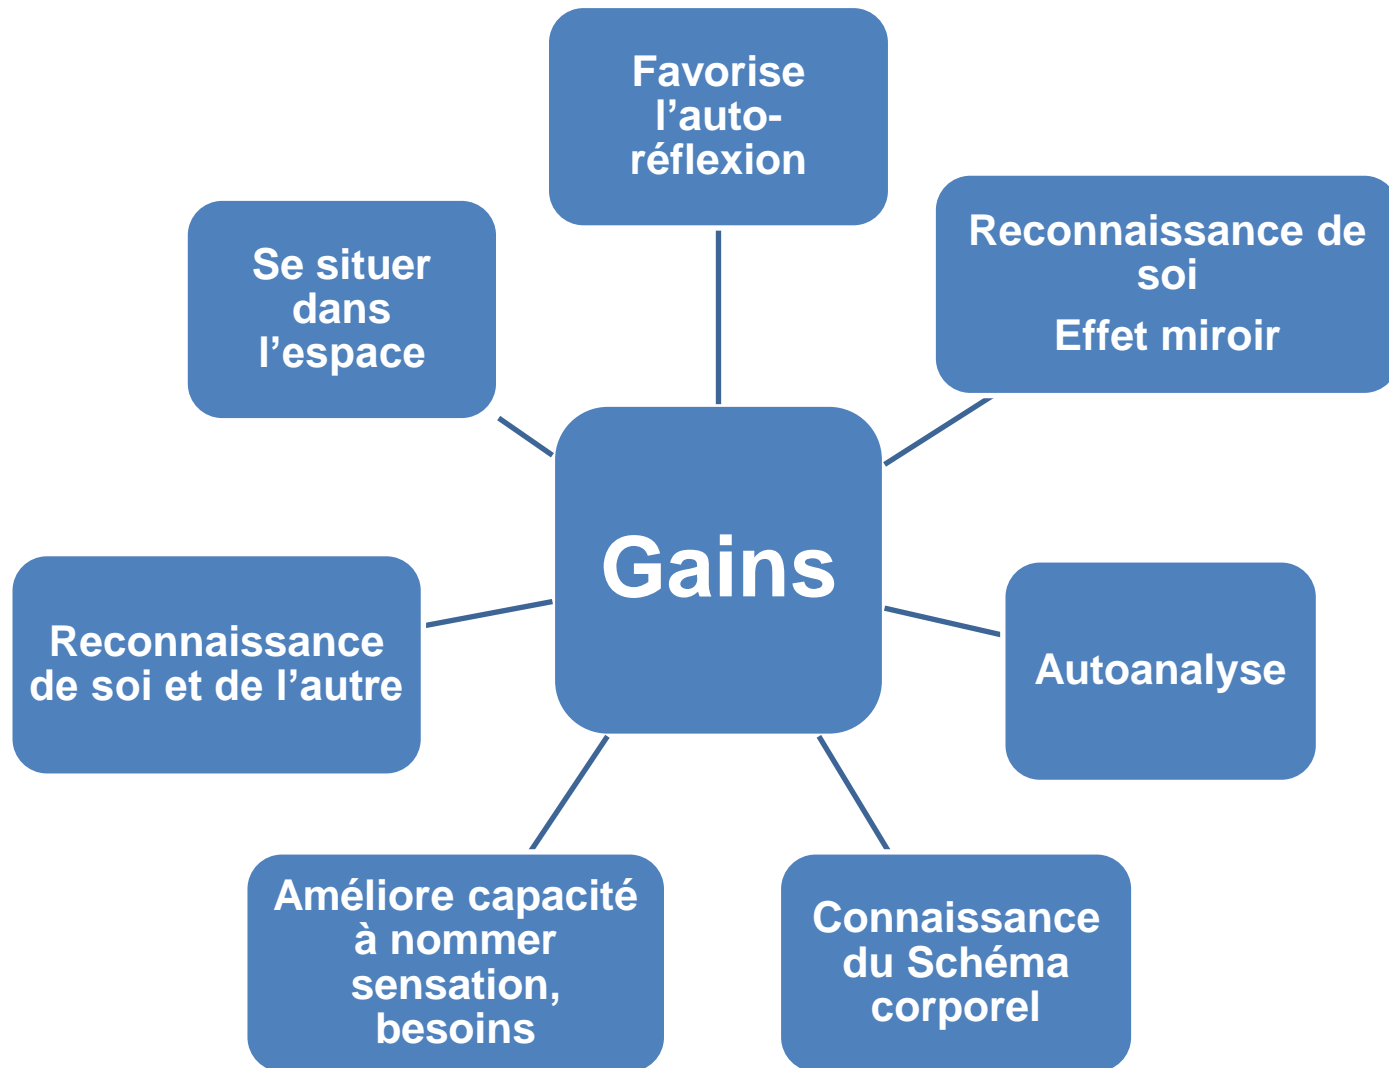 Favorise
l’auto-
réflexion
Reconnaissance de
soi
Effet miroir
Se situer
dans
l’espace
Gains
Reconnaissance
de soi et de l’autre
Autoanalyse
Améliore capacité
à nommer
sensation,
besoins
Connaissance
du Schéma
corporel